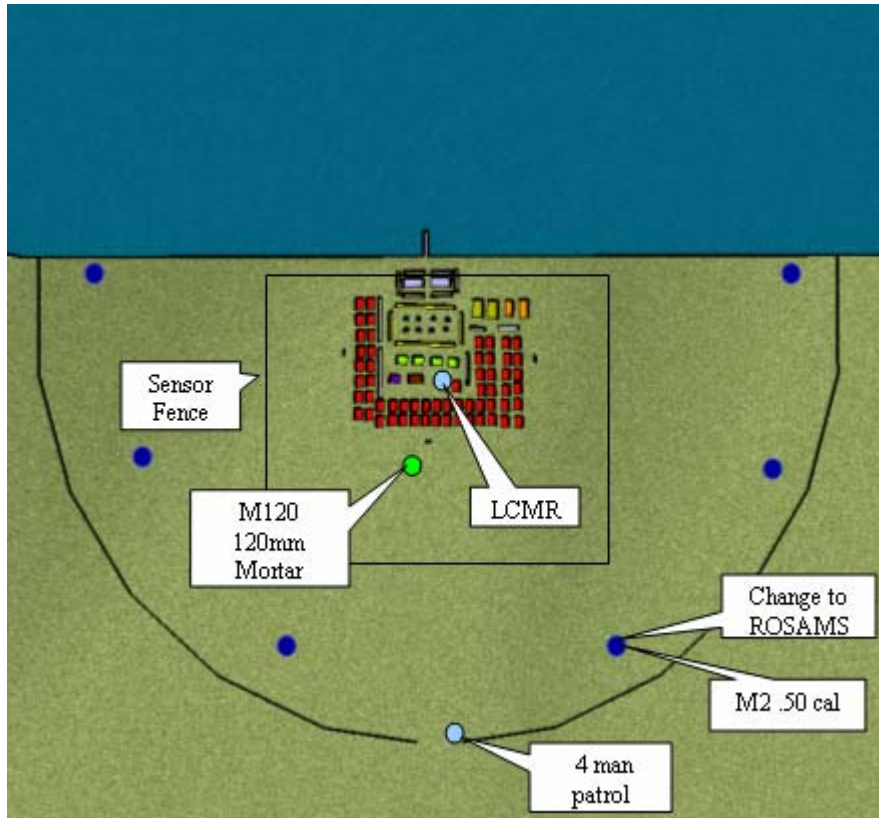 Sensor
Fence
M120
120mm
Mortar
LCMR
Change to
ROSAMS
M2 .50 cal
4 man
patrol